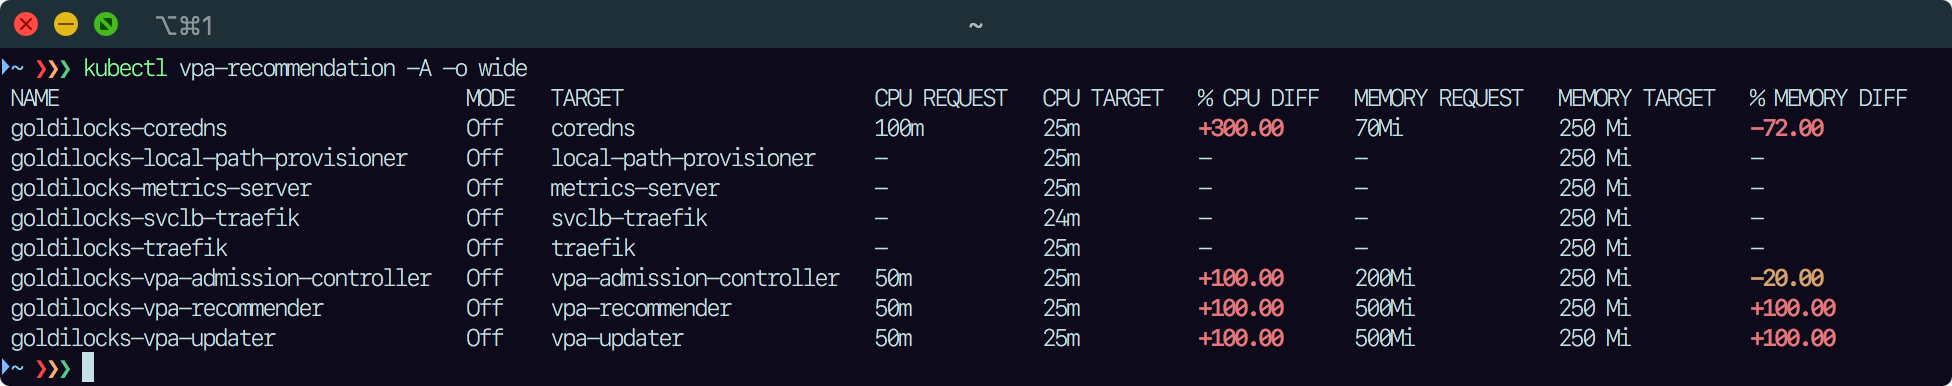 ⌥⌘1 ~
~ ❯❯❯ kubectl vpa-recommendation -A -o wide
NAME MODE TARGET CPU REQUEST CPU TARGET % CPU DIFF MEMORY REQUEST MEMORY TARGET % MEMORY DIFF
goldilocks-coredns Off coredns 100m 25m +300.00 70Mi 250 Mi -72.00
goldilocks-local-path-provisioner Off local-path-provisioner - 25m - - 250 Mi -
goldilocks-metrics-server Off metrics-server - 25m - - 250 Mi -
goldilocks-svclb-traefik Off svclb-traefik - 24m - - 250 Mi -
goldilocks-traefik Off traefik - 25m - - 250 Mi -
goldilocks-vpa-admission-controller Off vpa-admission-controller 50m 25m +100.00 200Mi 250 Mi -20.00
goldilocks-vpa-recommender Off vpa-recommender 50m 25m +100.00 500Mi 250 Mi +100.00
goldilocks-vpa-updater Off vpa-updater 50m 25m +100.00 500Mi 250 Mi +100.00
~ ❯❯❯